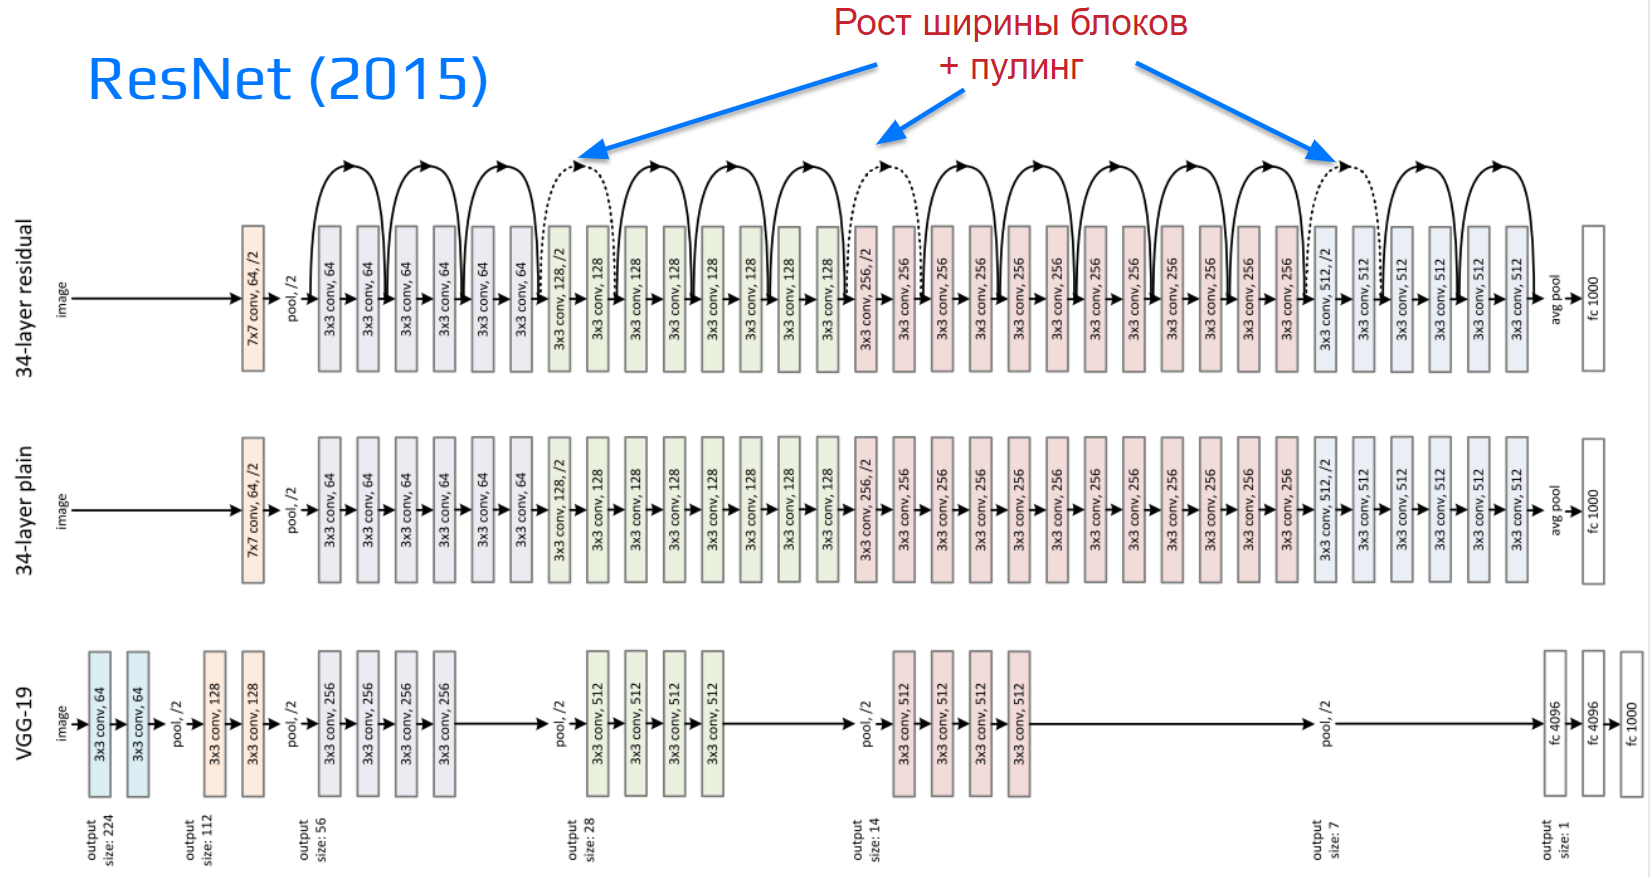 Рост ширины блоков
+ пулинг
ResNet (2015)
34-layer residual
image
7x7 conv, 64, /2
pool, /2
3x3 conv, 64
3x3 conv, 64
3x3 conv, 64
3x3 conv, 64
3x3 conv, 64
3x3 conv, 64
3x3 conv, 128, /2
3x3 conv, 128
3x3 conv, 128
3x3 conv, 128
3x3 conv, 128
3x3 conv, 128
3x3 conv, 128
3x3 conv, 128
3x3 conv, 256, /2
3x3 conv, 256
3x3 conv, 256
3x3 conv, 256
3x3 conv, 256
3x3 conv, 256
3x3 conv, 256
3x3 conv, 256
3x3 conv, 256
3x3 conv, 256
3x3 conv, 256
3x3 conv, 256
3x3 conv, 512, /2
3x3 conv, 512
3x3 conv, 512
3x3 conv, 512
3x3 conv, 512
3x3 conv, 512
avg pool
fc 1000
34-layer plain
image
7x7 conv, 64, /2
pool, /2
3x3 conv, 64
3x3 conv, 64
3x3 conv, 64
3x3 conv, 64
3x3 conv, 64
3x3 conv, 64
3x3 conv, 128, /2
3x3 conv, 128
3x3 conv, 128
3x3 conv, 128
3x3 conv, 128
3x3 conv, 128
3x3 conv, 128
3x3 conv, 128
3x3 conv, 256, /2
3x3 conv, 256
3x3 conv, 256
3x3 conv, 256
3x3 conv, 256
3x3 conv, 256
3x3 conv, 256
3x3 conv, 256
3x3 conv, 256
3x3 conv, 256
3x3 conv, 256
3x3 conv, 256
3x3 conv, 512, /2
3x3 conv, 512
3x3 conv, 512
3x3 conv, 512
3x3 conv, 512
3x3 conv, 512
avg pool
fc 1000
VGG-19
image
3x3 conv, 64
3x3 conv, 64
pool, /2
3x3 conv, 128
3x3 conv, 128
pool, /2
3x3 conv, 256
3x3 conv, 256
3x3 conv, 256
3x3 conv, 256
pool, /2
3x3 conv, 512
3x3 conv, 512
3x3 conv, 512
3x3 conv, 512
pool, /2
3x3 conv, 512
3x3 conv, 512
3x3 conv, 512
3x3 conv, 512
pool, /2
fc 4096
fc 4096
fc 1000
output
size: 224
output
size: 112
output
size: 56
output
size: 28
output
size: 14
output
size: 7
output
size: 1